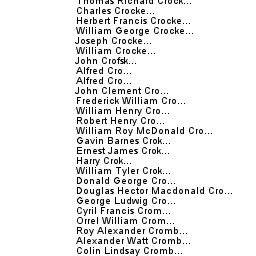 Thomas Richard Crock...
Charles Crocke...
Herbert Francis Crocke...
William George Crocke...
Joseph Crocke...
William Crocke...
John Crofsk...
Alfred Cro...
Alfred Cro...
John Clement Cro...
Frederick William Cro...
William Henry Cro...
Robert Henry Cro...
William Roy McDonald Cro...
Gavin Barnes Crok...
Ernest James Crok...
Harry Crok...
William Tyler Crok...
Donald George Cro...
Douglas Hector Macdonald Cro...
George Ludwig Cro...
Cyril Francis Crom...
Orrel William Crom...
Roy Alexander Cromb...
Alexander Watt Cromb...
Colin Lindsay Cromb...